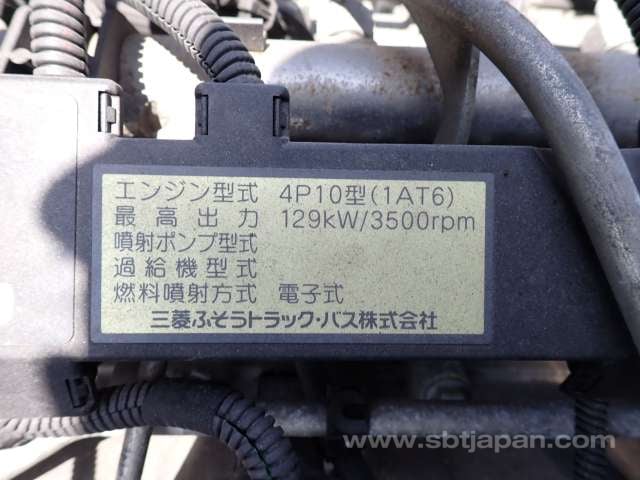 エンジン型式 4P10型(1AT6)
最高出力 129kW/3500rpm
噴射ポンプ型式
過給機型式
燃料噴射方式 電子式
三菱ふそうトラック・バス株式会社
www.sbtjapan.com